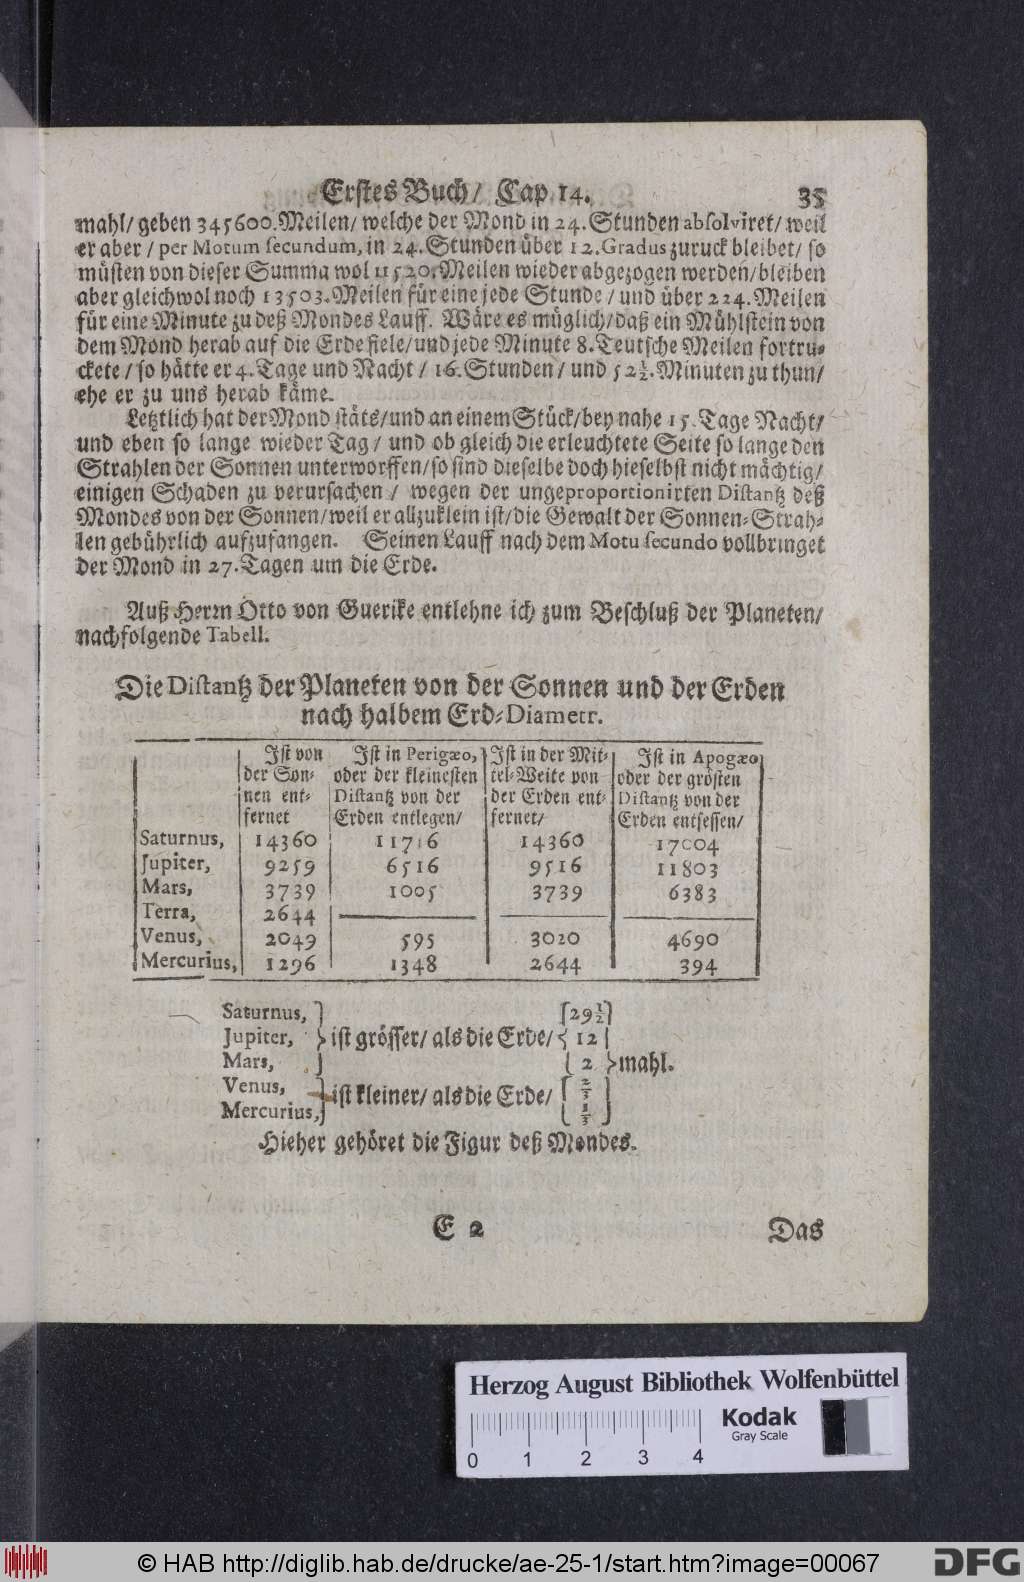 Erstes Buch/ Cap 14. 35
mahl/ geben 345600. Meilen/ welche der Mond in 24. Stunden absolviret/ weil
er aber/ per Motum secundum, in 24. Stunden über 12. Gradus zuruck bleibet/ so
müsten von dieser Summa wol 11520. Meilen wieder abgezogen werden/ bleiben
aber gleichwol noch 13503. Meilen für eine jede Stunde/ und über 224. Meilen
für eine Minute zu deß Mondes Lauff. Wäre es müglich/ daß ein Mühlstein von
dem Mond herab auf die Erde fiele/ und jede Minute 8. Teutsche Meilen fortru-
ckete/ so hätte er 4. Tage und Nacht/ 16. Stunden/ und 52½. Minuten zu thun/
ehe er zu uns herab käme.
Letztlich hat der Mond stäts/ und an einem Stück/ bey nahe 15. Tage Nacht/
und eben so lange wieder Tag/ und ob gleich die erleuchtete Seite so lange den
Strahlen der Sonnen unterworffen/ so sind dieselbe doch hieselbst nicht mächtig/
einigen Schaden zu verursachen/ wegen der ungeproportionirten Distantz deß
Mondes von der Sonnen/ weil er allzuklein ist/ die Gewalt der Sonnen-Strah-
len gebührlich aufzufangen. Seinen Lauff nach dem Motu secundo vollbringet
der Mond in 27. Tagen um die Erde.
Auß Herrn Otto von Guerike entlehne ich zum Beschluß der Planeten/
nachfolgende Tabell.
Die Distantz der Planeten von der Sonnen und der Erden
nach halbem Erd-Diametr.
Ist von Ist in Perigæo, Ist in der Mit- Ist in Apogæo
der Son- oder der kleinesten tel-Weite von oder der grösten
nen ent- Distantz von der der Erden ent- Distantz von der
fernet Erden entlegen/ fernet/ Erden entsessen/
Saturnus, 14360 11716 14360 17004
Jupiter, 9259 6516 9516 11803
Mars, 3739 1005 3739 6383
Terra, 2644
Venus, 2049 595 3020 4690
Mercurius, 1296 1348 2644 394
Saturnus, 29½
Jupiter, ist grösser/ als die Erde/ 12
Mars, 2 mahl.
Venus, ist kleiner/ als die Erde/
Mercurius,
Hieher gehöret die Figur deß Mondes.
E 2 Das
Herzog August Bibliothek Wolfenbüttel
Kodak
Gray Scale
0 1 2 3 4
© HAB http://diglib.hab.de/drucke/ae-25-1/start.htm?image=00067
DFG